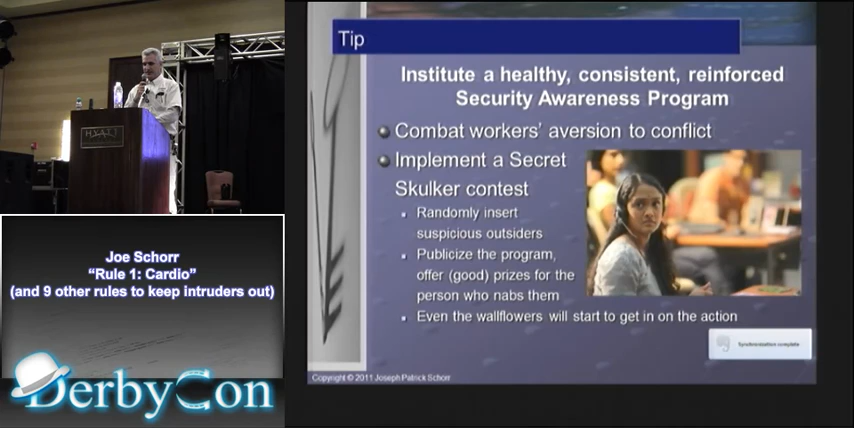 HYATT
Joe Schorr
“Rule 1: Cardio”
(and 9 other rules to keep intruders out)
DerbyCon
Tip
Institute a healthy, consistent, reinforced
Security Awareness Program
Combat workers’ aversion to conflict
Implement a Secret
Skulker contest
Randomly insert
suspicious outsiders
Publicize the program,
offer (good) prizes for the
person who nabs them
Even the wallflowers will start to get in on the action
Synchronization complete
Copyright © 2011 Joseph Patrick Schorr